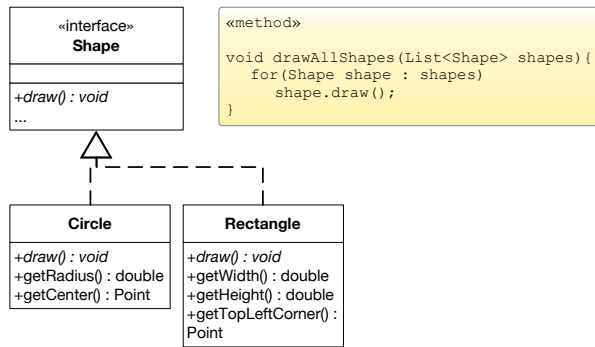 «interface»
Shape
+draw() : void
...
«method»
void drawAllShapes(List<Shape> shapes){
for(Shape shape : shapes)
shape.draw();
}
Circle
+draw() : void
+getRadius() : double
+getCenter() : Point
Rectangle
+draw() : void
+getWidth() : double
+getHeight() : double
+getTopLeftCorner() :
Point